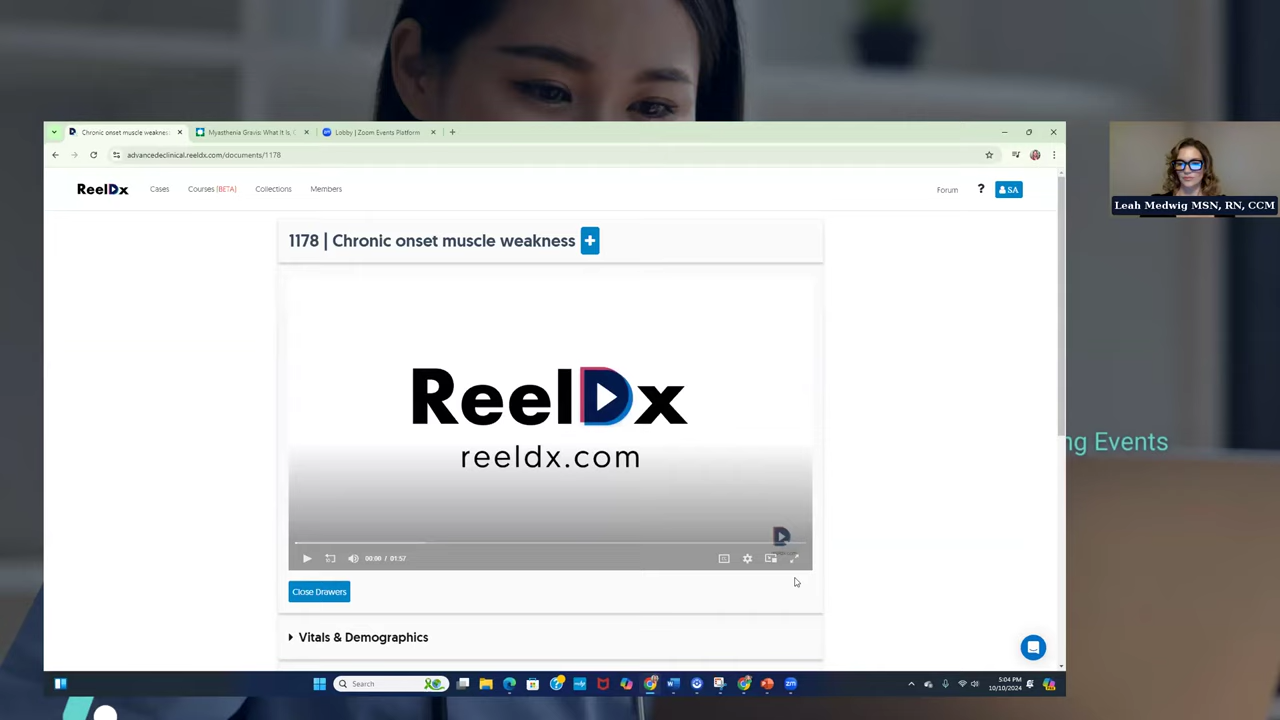 Chronic onset muscle weakness
Myasthenia Gravis: What It Is, C
Lobby | Zoom Events Platform
advancedeclinical.reeldx.com/documents/1178
ReelDx
Cases
Courses [BETA]
Collections
Members
Forum
?
SA
Leah Medwig MSN, RN, CCM
1178 | Chronic onset muscle weakness
ReelDx
reeldx.com
ng Events
00:00 / 01:57
Close Drawers
Vitals & Demographics
Search
5:04 PM
10/10/2024